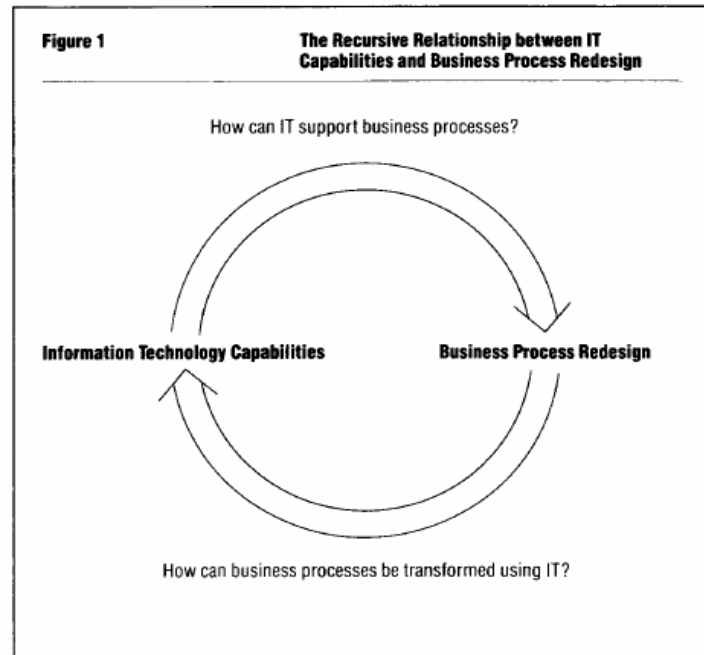 Figure 1
The Recursive Relationship between IT
Capabilities and Business Process Redesign
How can IT support business processes?
Information Technology Capabilities
Business Process Redesign
How can business processes be transformed using IT?